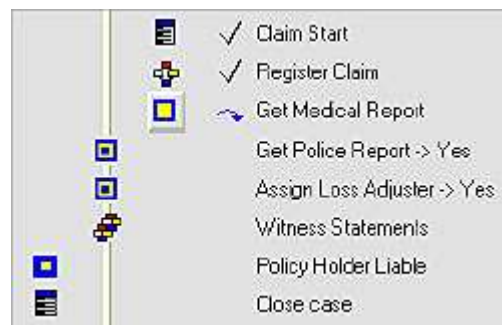 Claim Start
Register Claim
Get Medical Report
Get Police Report -> Yes
Assign Loss Adjuster -> Yes
Witness Statements
Policy Holder Liable
Close case